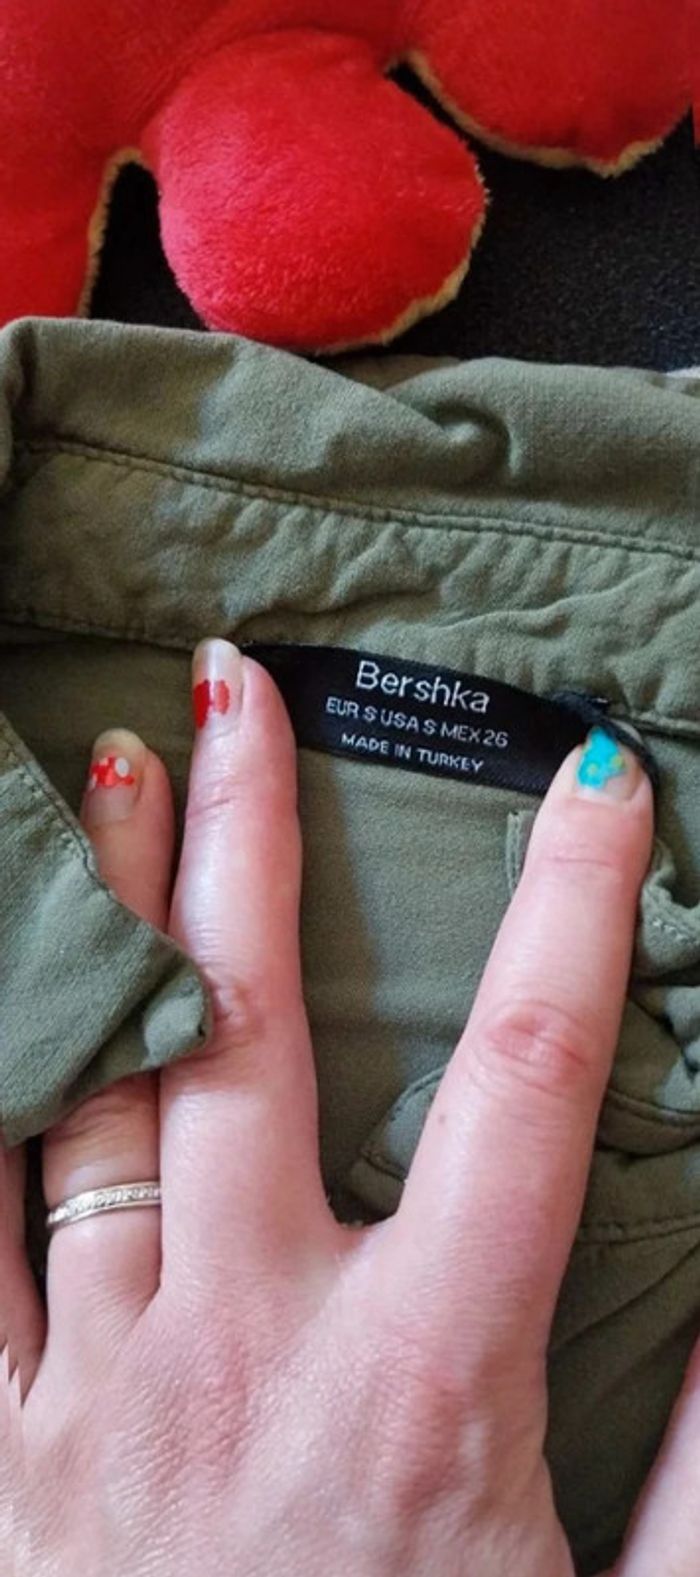 Bershka
EUR S USA S MEX 26
MADE IN TURKEY